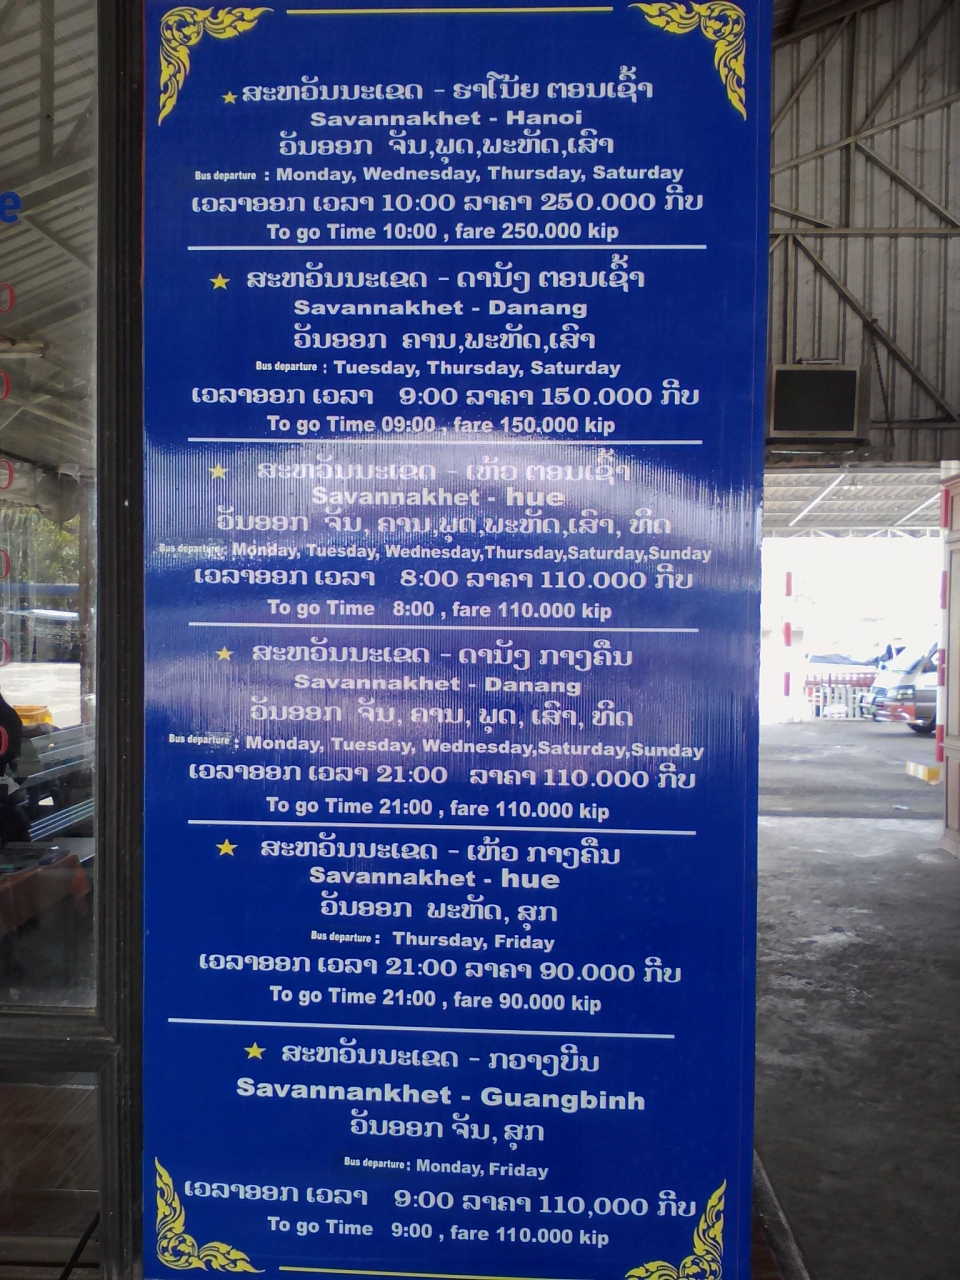 ສະຫວັນນະເຂດ - ຮາໂນ້ຍ ຕອນເຊົ້າ
Savannakhet - Hanoi
ວັນອອກ ຈັນ,ພຸດ,ພະຫັດ,ເສົາ
Bus departure : Monday, Wednesday, Thursday, Saturday
ເວລາອອກ ເວລາ 10:00 ລາຄາ 250.000 ກີບ
To go Time 10:00 , fare 250.000 kip
ສະຫວັນນະເຂດ - ດານັງ ຕອນເຊົ້າ
Savannakhet - Danang
ວັນອອກ ຄານ,ພະຫັດ,ເສົາ
Bus departure : Tuesday, Thursday, Saturday
ເວລາອອກ ເວລາ 9:00 ລາຄາ 150.000 ກີບ
To go Time 09:00 , fare 150.000 kip
ສະຫວັນນະເຂດ - ເຫ້ວ ຕອນເຊົ້າ
Savannakhet - hue
ວັນອອກ ຈັນ, ຄານ,ພຸດ,ພະຫັດ,ເສົາ, ທິດ
Bus departure : Monday, Tuesday, Wednesday,Thursday,Saturday,Sunday
ເວລາອອກ ເວລາ 8:00 ລາຄາ 110.000 ກີບ
To go Time 8:00 , fare 110.000 kip
ສະຫວັນນະເຂດ - ດານັງ ກາງຄືນ
Savannakhet - Danang
ວັນອອກ ຈັນ, ຄານ, ພຸດ, ເສົາ, ທິດ
Bus departure : Monday, Tuesday, Wednesday,Saturday,Sunday
ເວລາອອກ ເວລາ 21:00 ລາຄາ 110.000 ກີບ
To go Time 21:00 , fare 110.000 kip
ສະຫວັນນະເຂດ - ເຫ້ວ ກາງຄືນ
Savannakhet - hue
ວັນອອກ ພະຫັດ, ສຸກ
Bus departure : Thursday, Friday
ເວລາອອກ ເວລາ 21:00 ລາຄາ 90.000 ກີບ
To go Time 21:00 , fare 90.000 kip
ສະຫວັນນະເຂດ - ກວາງບິນ
Savannankhet - Guangbinh
ວັນອອກ ຈັນ, ສຸກ
Bus departure : Monday, Friday
ເວລາອອກ ເວລາ 9:00 ລາຄາ 110,000 ກີບ
To go Time 9:00 , fare 110.000 kip